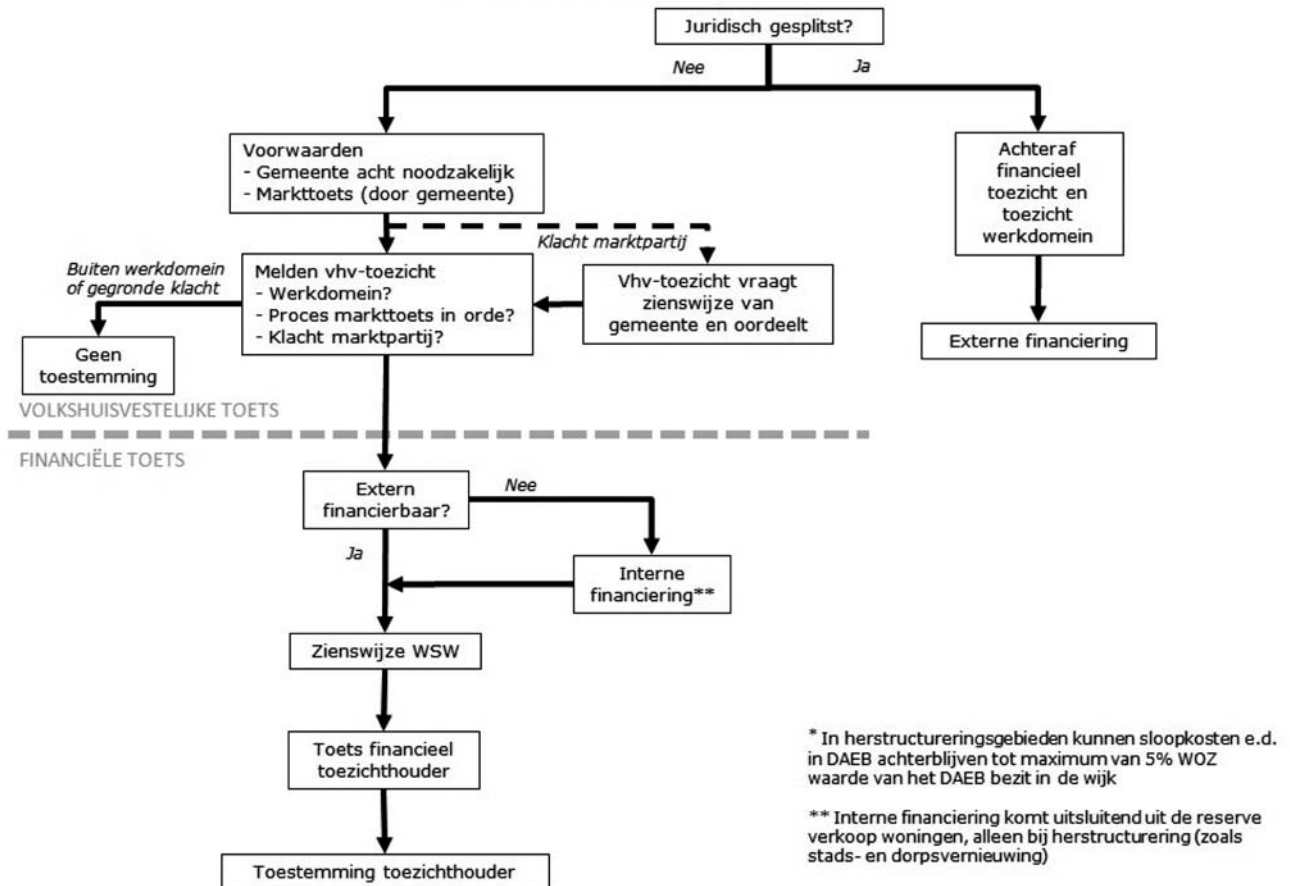 Juridisch gesplitst?
Nee
Ja
Voorwaarden
- Gemeente acht noodzakelijk
- Markttoets (door gemeente)
Achteraf
financieel
toezicht en
toezicht
werkdomein
Klacht marktpartij
Buiten werkdomein
of gegronde klacht
Melden vhv-toezicht
- Werkdomein?
- Proces markttoets in orde?
- Klacht marktpartij?
Vhv-toezicht vraagt
zienswijze van
gemeente en oordeelt
Externe financiering
Geen
toestemming
VOLKSHUISVESTELIJKE TOETS
FINANCIËLE TOETS
Extern
financierbaar?
Nee
Ja
Interne
financiering**
Zienswijze WSW
Toets financieel
toezichthouder
Toestemming toezichthouder
* In herstructureringsgebieden kunnen sloopkosten e.d.
in DAEB achterblijven tot maximum van 5% WOZ
waarde van het DAEB bezit in de wijk
** Interne financiering komt uitsluitend uit de reserve
verkoop woningen, alleen bij herstructurering (zoals
stads- en dorpsvernieuwing)